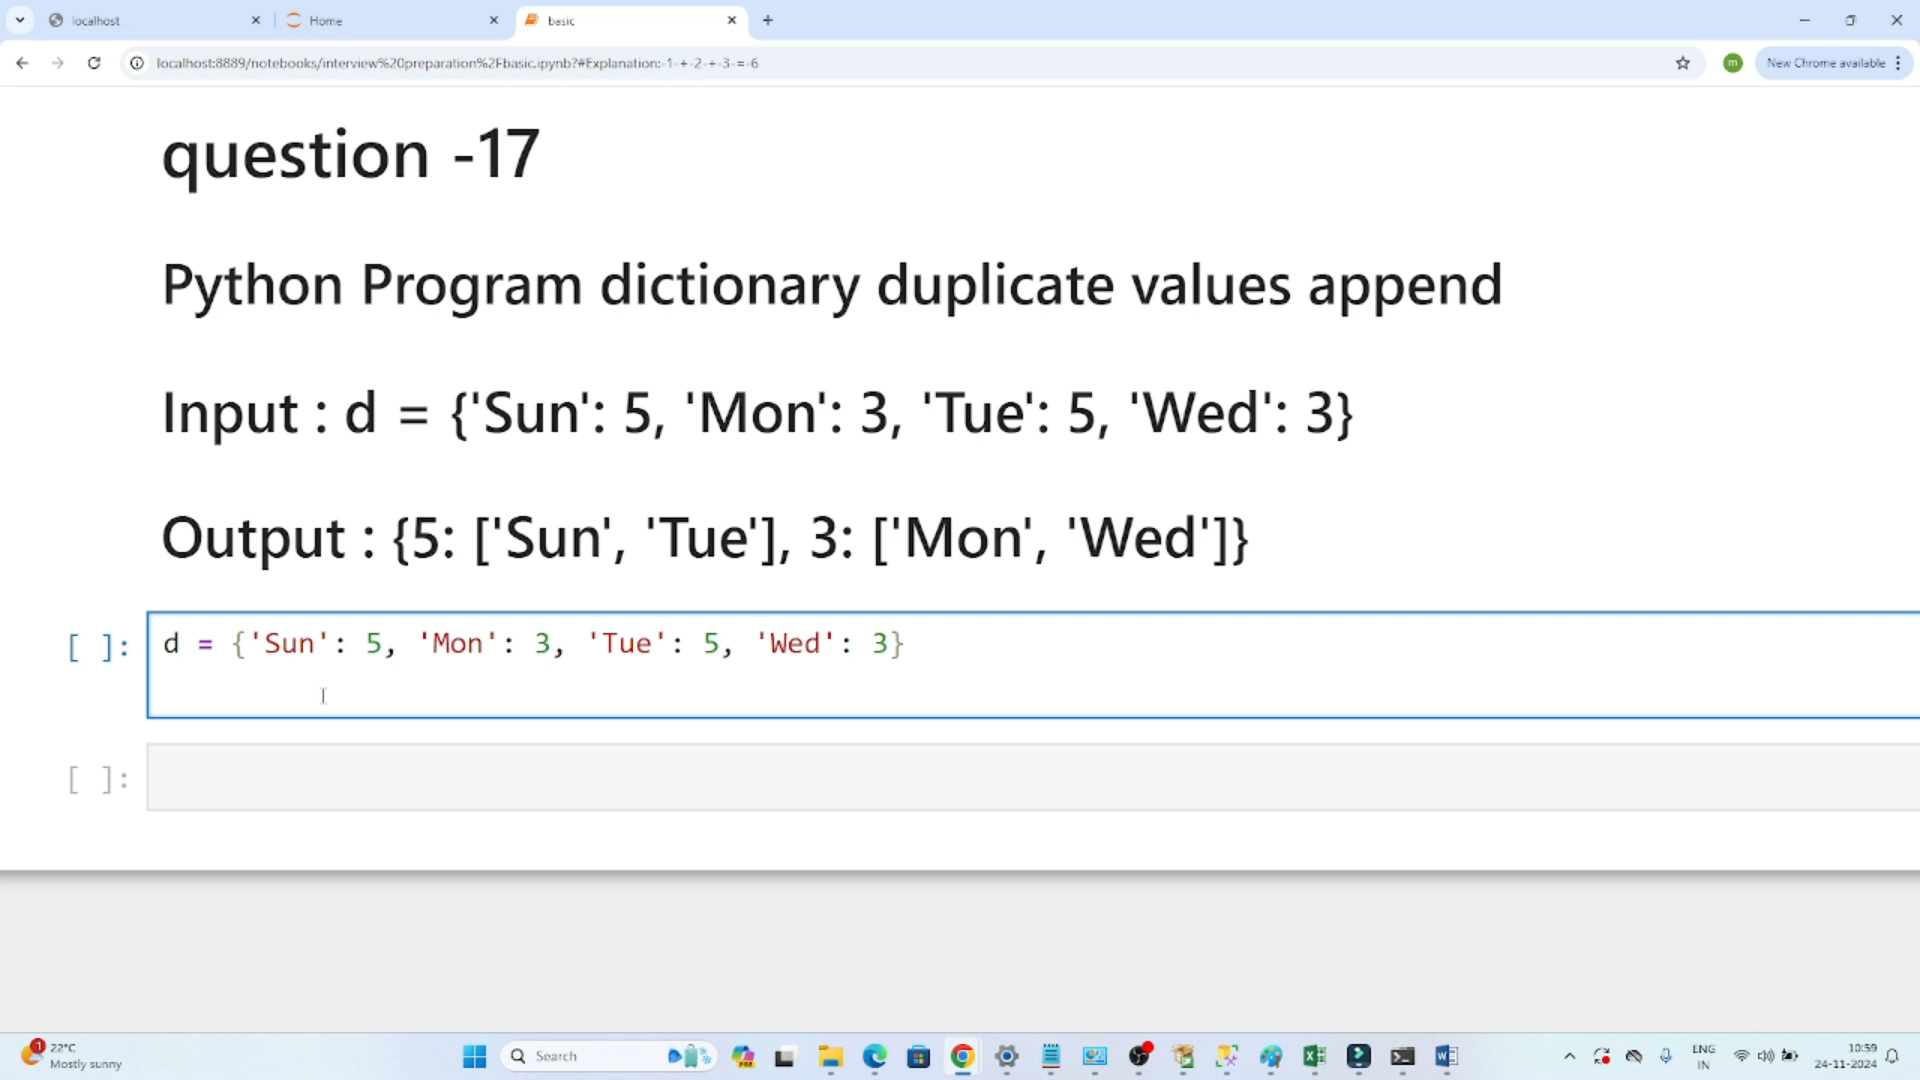 localhost
Home
basic
localhost:8889/notebooks/interview%20preparation%2Fbasic.ipynb?#Explanation:-1-+-2-+-3-=-6
m
New Chrome available
question -17
Python Program dictionary duplicate values append
Input : d = {'Sun': 5, 'Mon': 3, 'Tue': 5, 'Wed': 3}
Output : {5: ['Sun', 'Tue'], 3: ['Mon', 'Wed']}
[ ]: d = {'Sun': 5, 'Mon': 3, 'Tue': 5, 'Wed': 3}
[ ]:
1
22°C
Mostly sunny
Search
ENG
IN
10:59
24-11-2024